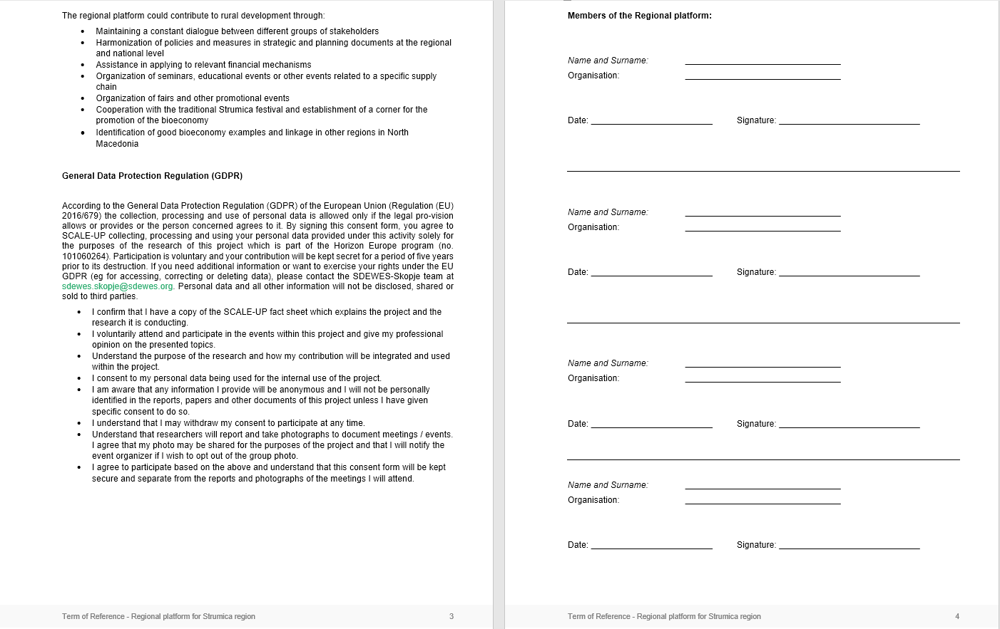 The regional platform could contribute to rural development through:
• Maintaining a constant dialogue between different groups of stakeholders
• Harmonization of policies and measures in strategic and planning documents at the regional
and national level
• Assistance in applying to relevant financial mechanisms
• Organization of seminars, educational events or other events related to a specific supply
chain
• Organization of fairs and other promotional events
• Cooperation with the traditional Strumica festival and establishment of a corner for the
promotion of the bioeconomy
• Identification of good bioeconomy examples and linkage in other regions in North
Macedonia
General Data Protection Regulation (GDPR)
According to the General Data Protection Regulation (GDPR) of the European Union (Regulation (EU)
2016/679) the collection, processing and use of personal data is allowed only if the legal pro-vision
allows or provides or the person concerned agrees to it. By signing this consent form, you agree to
SCALE-UP collecting, processing and using your personal data provided under this activity solely for
the purposes of the research of this project which is part of the Horizon Europe program (no.
101060264). Participation is voluntary and your contribution will be kept secret for a period of five years
prior to its destruction. If you need additional information or want to exercise your rights under the EU
GDPR (eg for accessing, correcting or deleting data), please contact the SDEWES-Skopje team at
sdewes.skopje@sdewes.org. Personal data and all other information will not be disclosed, shared or
sold to third parties.
• I confirm that I have a copy of the SCALE-UP fact sheet which explains the project and the
research it is conducting.
• I voluntarily attend and participate in the events within this project and give my professional
opinion on the presented topics.
• Understand the purpose of the research and how my contribution will be integrated and used
within the project.
• I consent to my personal data being used for the internal use of the project.
• I am aware that any information I provide will be anonymous and I will not be personally
identified in the reports, papers and other documents of this project unless I have given
specific consent to do so.
• I understand that I may withdraw my consent to participate at any time.
• Understand that researchers will report and take photographs to document meetings / events.
I agree that my photo may be shared for the purposes of the project and that I will notify the
event organizer if I wish to opt out of the group photo.
• I agree to participate based on the above and understand that this consent form will be kept
secure and separate from the reports and photographs of the meetings I will attend.
Term of Reference - Regional platform for Strumica region 3
Members of the Regional platform:
Name and Surname:
Organisation:
Date: Signature:
Name and Surname:
Organisation:
Date: Signature:
Name and Surname:
Organisation:
Date: Signature:
Name and Surname:
Organisation:
Date: Signature:
Term of Reference - Regional platform for Strumica region 4